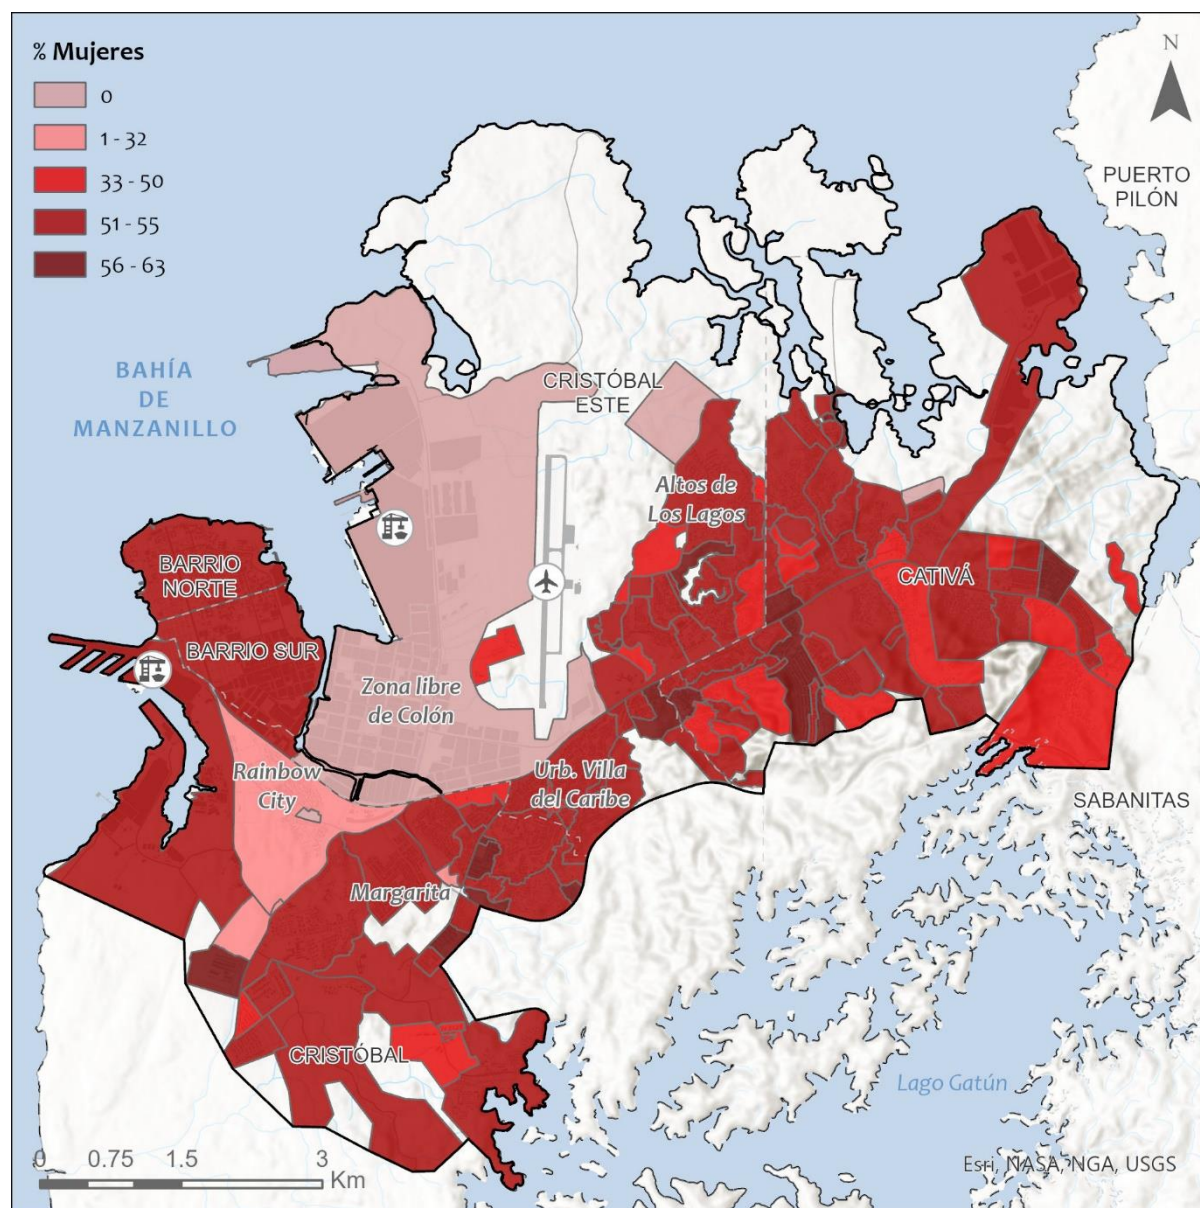 % Mujeres
0
1 - 32
33 - 50
51 - 55
56 - 63
N
PUERTO
PILÓN
BAHÍA
DE
MANZANILLO
CRISTÓBAL
ESTE
Altos de
Los Lagos
BARRIO
NORTE
CATIVÁ
BARRIO SUR
Zona libre
de Colón
Rainbow
City
Urb. Villa
del Caribe
SABANITAS
Margarita
CRISTÓBAL
Lago Gatún
0 0.75 1.5 3
Km
Esri, NASA, NGA, USGS